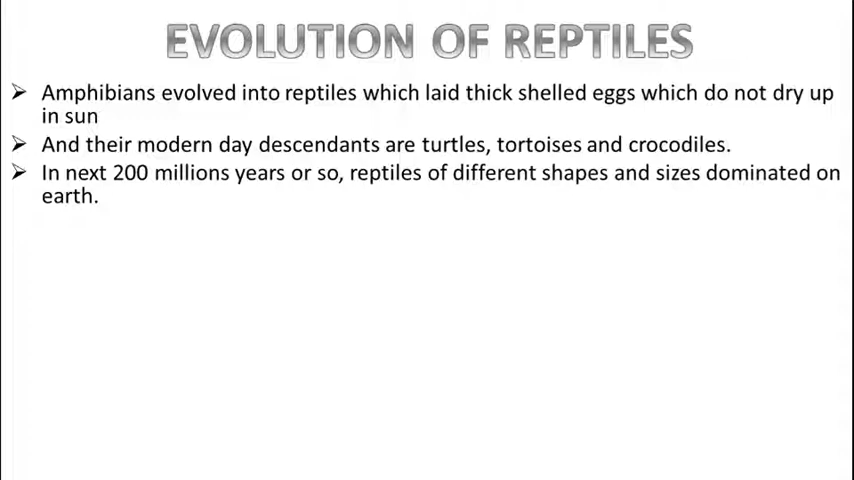 EVOLUTION OF REPTILES
➤ Amphibians evolved into reptiles which laid thick shelled eggs which do not dry up
in sun
➤ And their modern day descendants are turtles, tortoises and crocodiles.
➤ In next 200 millions years or so, reptiles of different shapes and sizes dominated on
earth.